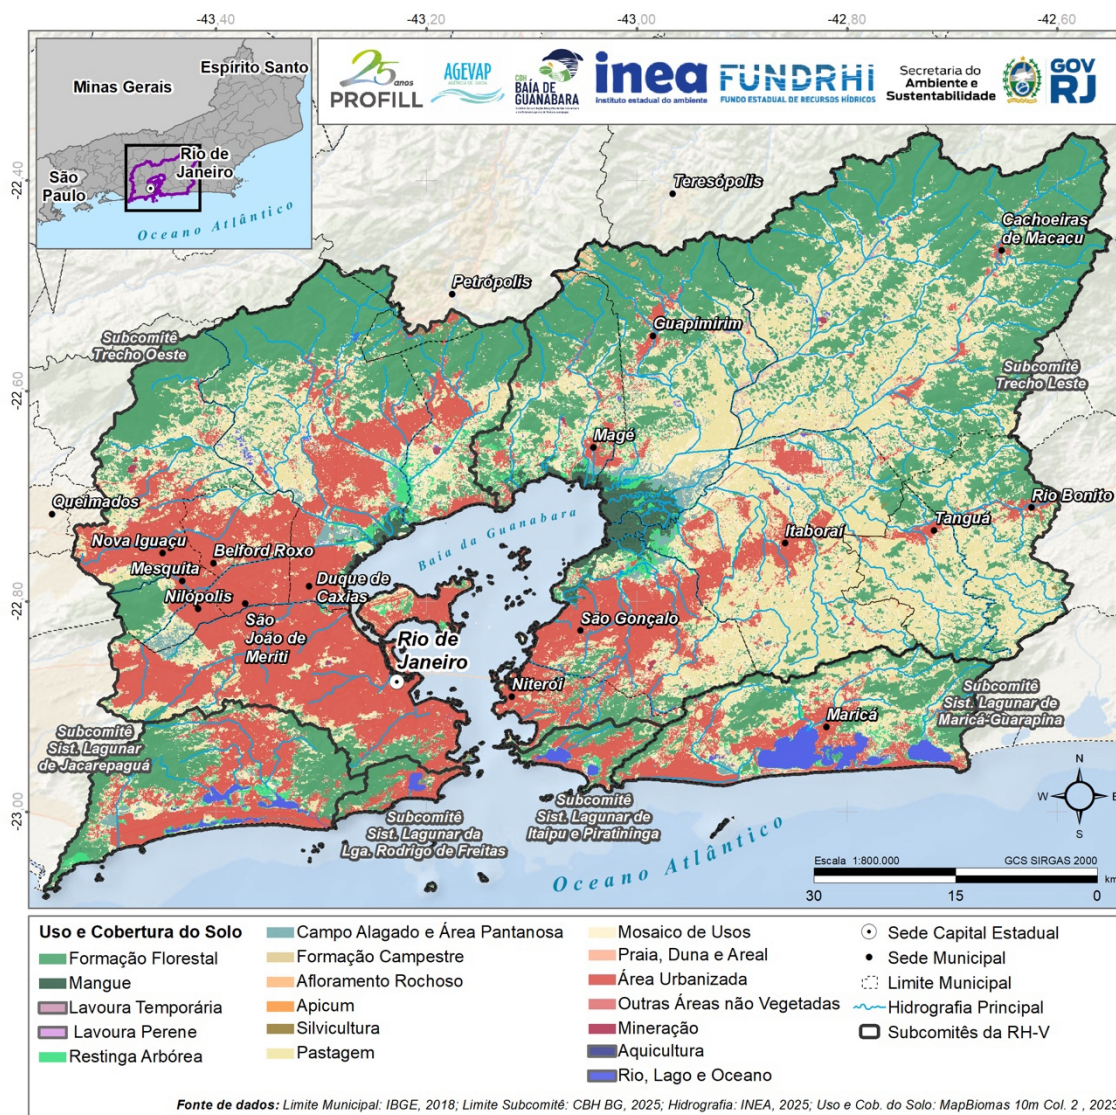 -43,40
-43,20
-43,00
-42,80
-42,60
Espírito Santo
Minas Gerais
Rio de
Janeiro
São
Paulo
Oceano Atlântico
25
anos
PROFILL
AGEVAP
CBH
BAÍA DE
GUANABARA
inea
instituto estadual do ambiente
FUNDRHI
FUNDO ESTADUAL DE RECURSOS HÍDRICOS
Secretaria do
Ambiente e
Sustentabilidade
GOV
RJ
-22,40
-22,60
-22,80
-23,00
Teresópolis
Cachoeiras
de Macacu
Petrópolis
Guapimirim
Subcomitê
Trecho Oeste
Subcomitê
Trecho Leste
Magé
Queimados
Rio Bonito
Baía da Guanabara
Itaboraí
Tanguá
Nova Iguaçu
Belford Roxo
Mesquita
Duque de
Caxias
Nilópolis
São
João de
Meriti
São Gonçalo
Rio de
Janeiro
Niterói
Maricá
Subcomitê
Sist. Lagunar de
Maricá-Guarapina
Subcomitê
Sist. Lagunar
de Jacarepaguá
Subcomitê
Sist. Lagunar da
Lga. Rodrigo de Freitas
Subcomitê
Sist. Lagunar de
Itaipu e Piratininga
Oceano Atlântico
N
W
E
S
Escala 1:800.000
GCS SIRGAS 2000
30
15
0
km
Uso e Cobertura do Solo
Formação Florestal
Mangue
Lavoura Temporária
Lavoura Perene
Restinga Arbórea
Campo Alagado e Área Pantanosa
Formação Campestre
Afloramento Rochoso
Apicum
Silvicultura
Pastagem
Mosaico de Usos
Praia, Duna e Areal
Área Urbanizada
Outras Áreas não Vegetadas
Mineração
Aquicultura
Rio, Lago e Oceano
Sede Capital Estadual
Sede Municipal
Limite Municipal
Hidrografia Principal
Subcomitês da RH-V
Fonte de dados: Limite Municipal: IBGE, 2018; Limite Subcomitê: CBH BG, 2025; Hidrografia: INEA, 2025; Uso e Cob. do Solo: MapBiomas 10m Col. 2 , 202